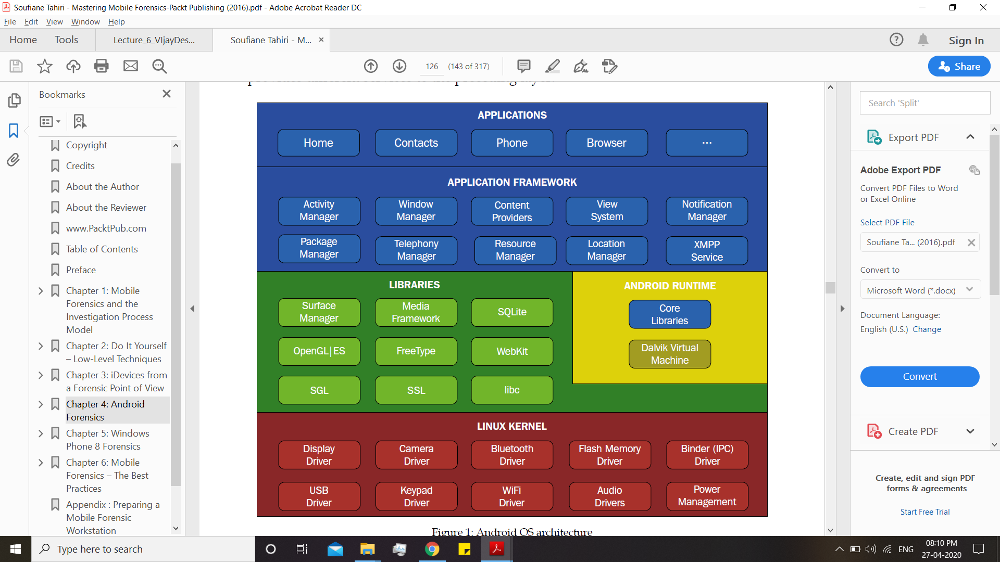 Soufiane Tahiri - Mastering Mobile Forensics-Packt Publishing (2016).pdf - Adobe Acrobat Reader DC
File Edit View Window Help
Home Tools Lecture_6_VIjayDes... Soufiane Tahiri - M... ×
Sign In
126 (143 of 317)
Share
Bookmarks
Copyright
Credits
About the Author
About the Reviewer
www.PacktPub.com
Table of Contents
Preface
Chapter 1: Mobile
Forensics and the
Investigation Process
Model
Chapter 2: Do It Yourself
– Low-Level Techniques
Chapter 3: iDevices from
a Forensic Point of View
Chapter 4: Android
Forensics
Chapter 5: Windows
Phone 8 Forensics
Chapter 6: Mobile
Forensics – The Best
Practices
Appendix : Preparing a
Mobile Forensic
Workstation
provides different services to the preceding layer.
APPLICATIONS
Home
Contacts
Phone
Browser
...
APPLICATION FRAMEWORK
Activity
Manager
Window
Manager
Content
Providers
View
System
Notification
Manager
Package
Manager
Telephony
Manager
Resource
Manager
Location
Manager
XMPP
Service
LIBRARIES
Surface
Manager
Media
Framework
SQLite
OpenGL|ES
FreeType
WebKit
SGL
SSL
libc
ANDROID RUNTIME
Core
Libraries
Dalvik Virtual
Machine
LINUX KERNEL
Display
Driver
Camera
Driver
Bluetooth
Driver
Flash Memory
Driver
Binder (IPC)
Driver
USB
Driver
Keypad
Driver
WiFi
Driver
Audio
Drivers
Power
Management
Figure 1: Android OS architecture
Search 'Split'
Export PDF
Adobe Export PDF
Convert PDF Files to Word
or Excel Online
Select PDF File
Soufiane Ta... (2016).pdf
Convert to
Microsoft Word (*.docx)
Document Language:
English (U.S.) Change
Convert
Create PDF
Create, edit and sign PDF
forms & agreements
Start Free Trial
Type here to search
ENG
08:10 PM
27-04-2020